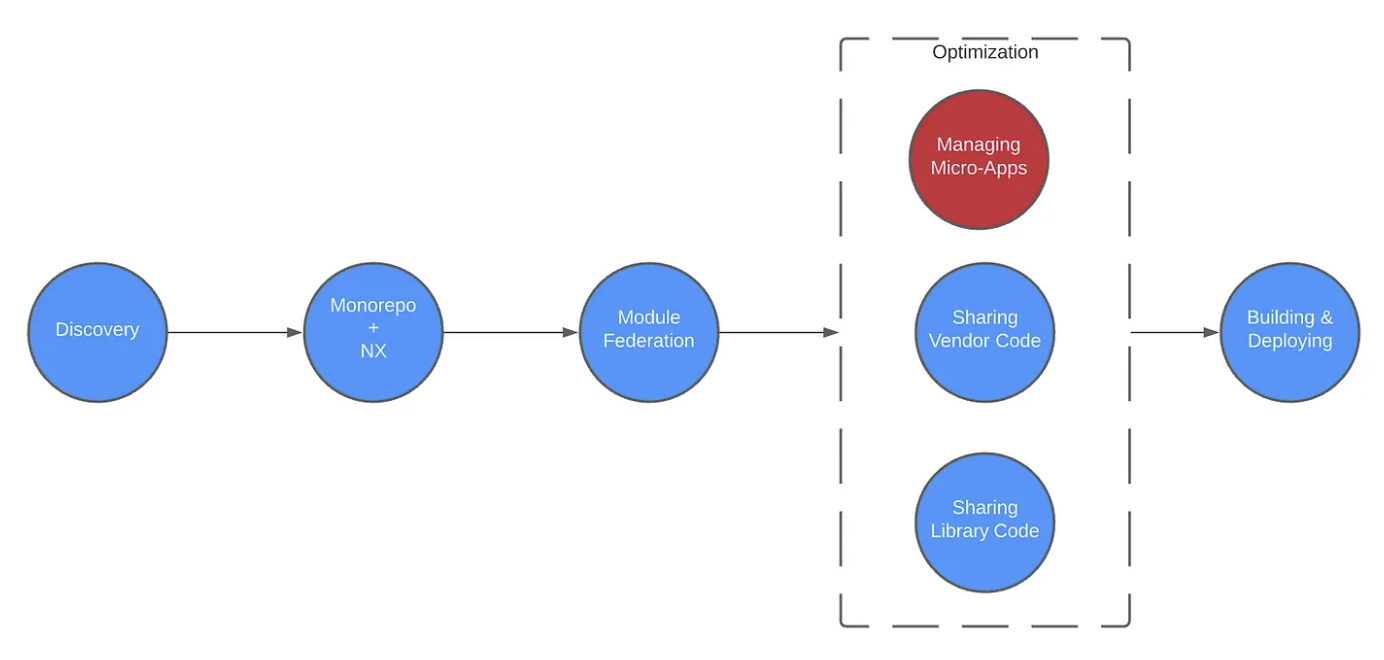 Optimization
Managing
Micro-Apps
Discovery
Monorepo
+
NX
Module
Federation
Sharing
Vendor Code
Building &
Deploying
Sharing
Library Code